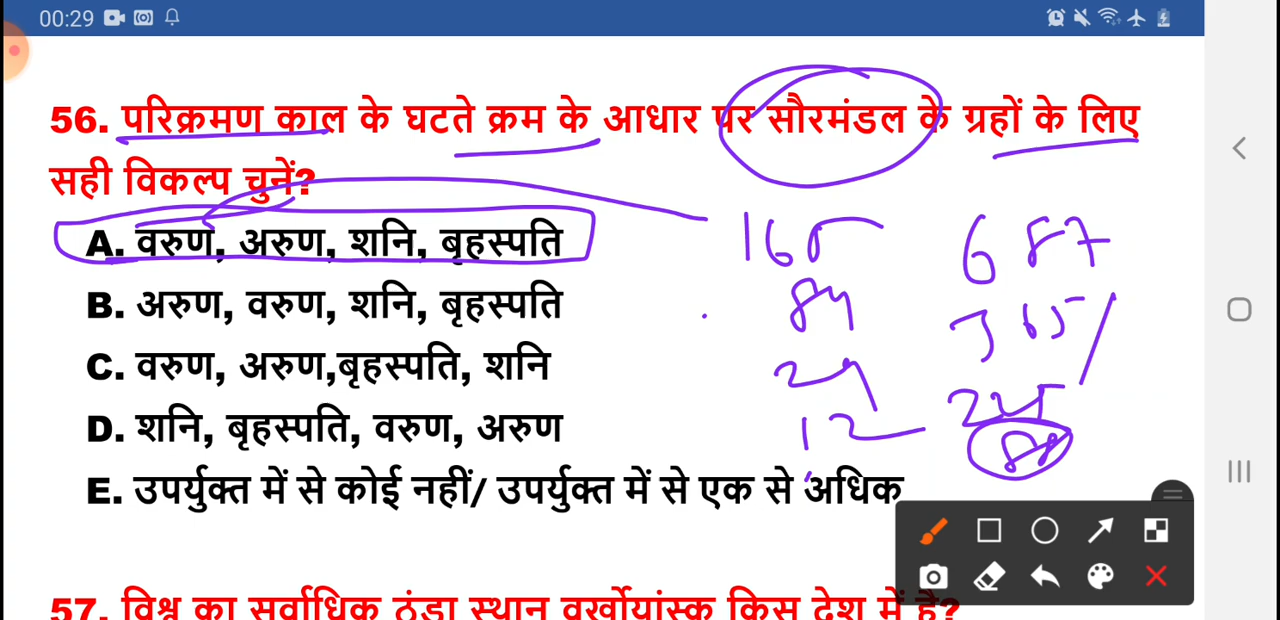 00:29
56. परिक्रमण काल के घटते क्रम के आधार पर सौरमंडल के ग्रहों के लिए
सही विकल्प चुनें?
A. वरुण, अरुण, शनि, बृहस्पति
B. अरुण, वरुण, शनि, बृहस्पति
C. वरुण, अरुण,बृहस्पति, शनि
D. शनि, बृहस्पति, वरुण, अरुण
E. उपर्युक्त में से कोई नहीं/ उपर्युक्त में से एक से अधिक
165
84
29
12
687
365
225
88
57. विश्व का सर्वाधिक ठंडा स्थान वर्खोयांस्क किस देश में है?